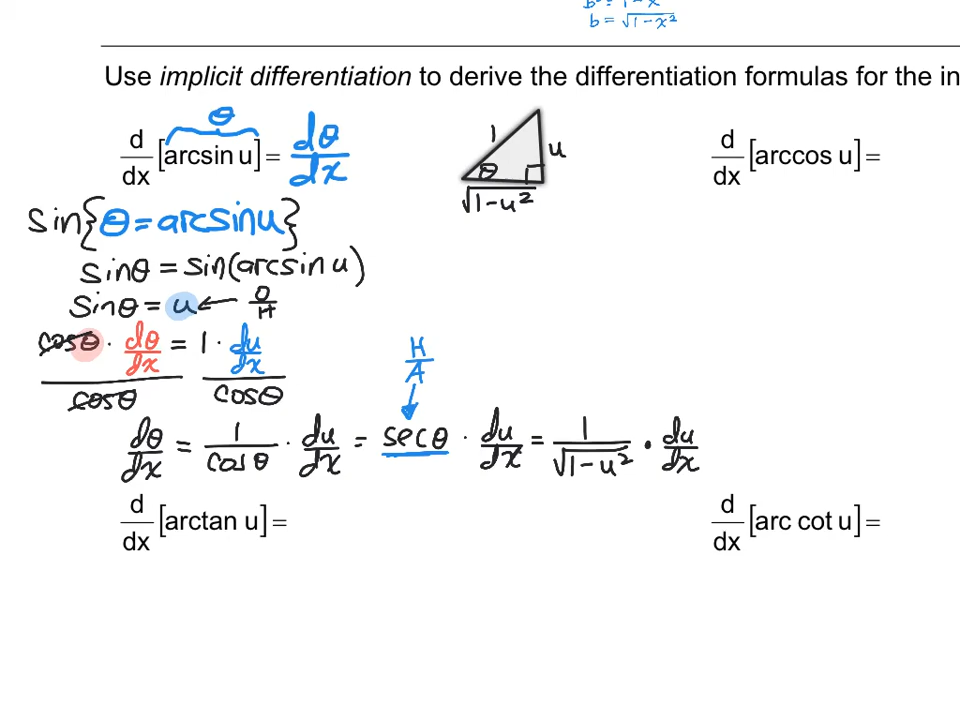 b = √1-x²
Use implicit differentiation to derive the differentiation formulas for the in
θ
d/dx [arcsin u] = dθ/dx
1 u θ √1-u²
d/dx [arccos u] =
sin{θ = arcsin u}
sinθ = sin(arcsin u)
sinθ = u ← O/H
cosθ · dθ/dx = 1 · du/dx
cosθ cosθ
H/A
dθ/dx = 1/cosθ · du/dx = secθ · du/dx = 1/√1-u² · du/dx
d/dx [arctan u] =
d/dx [arc cot u] =